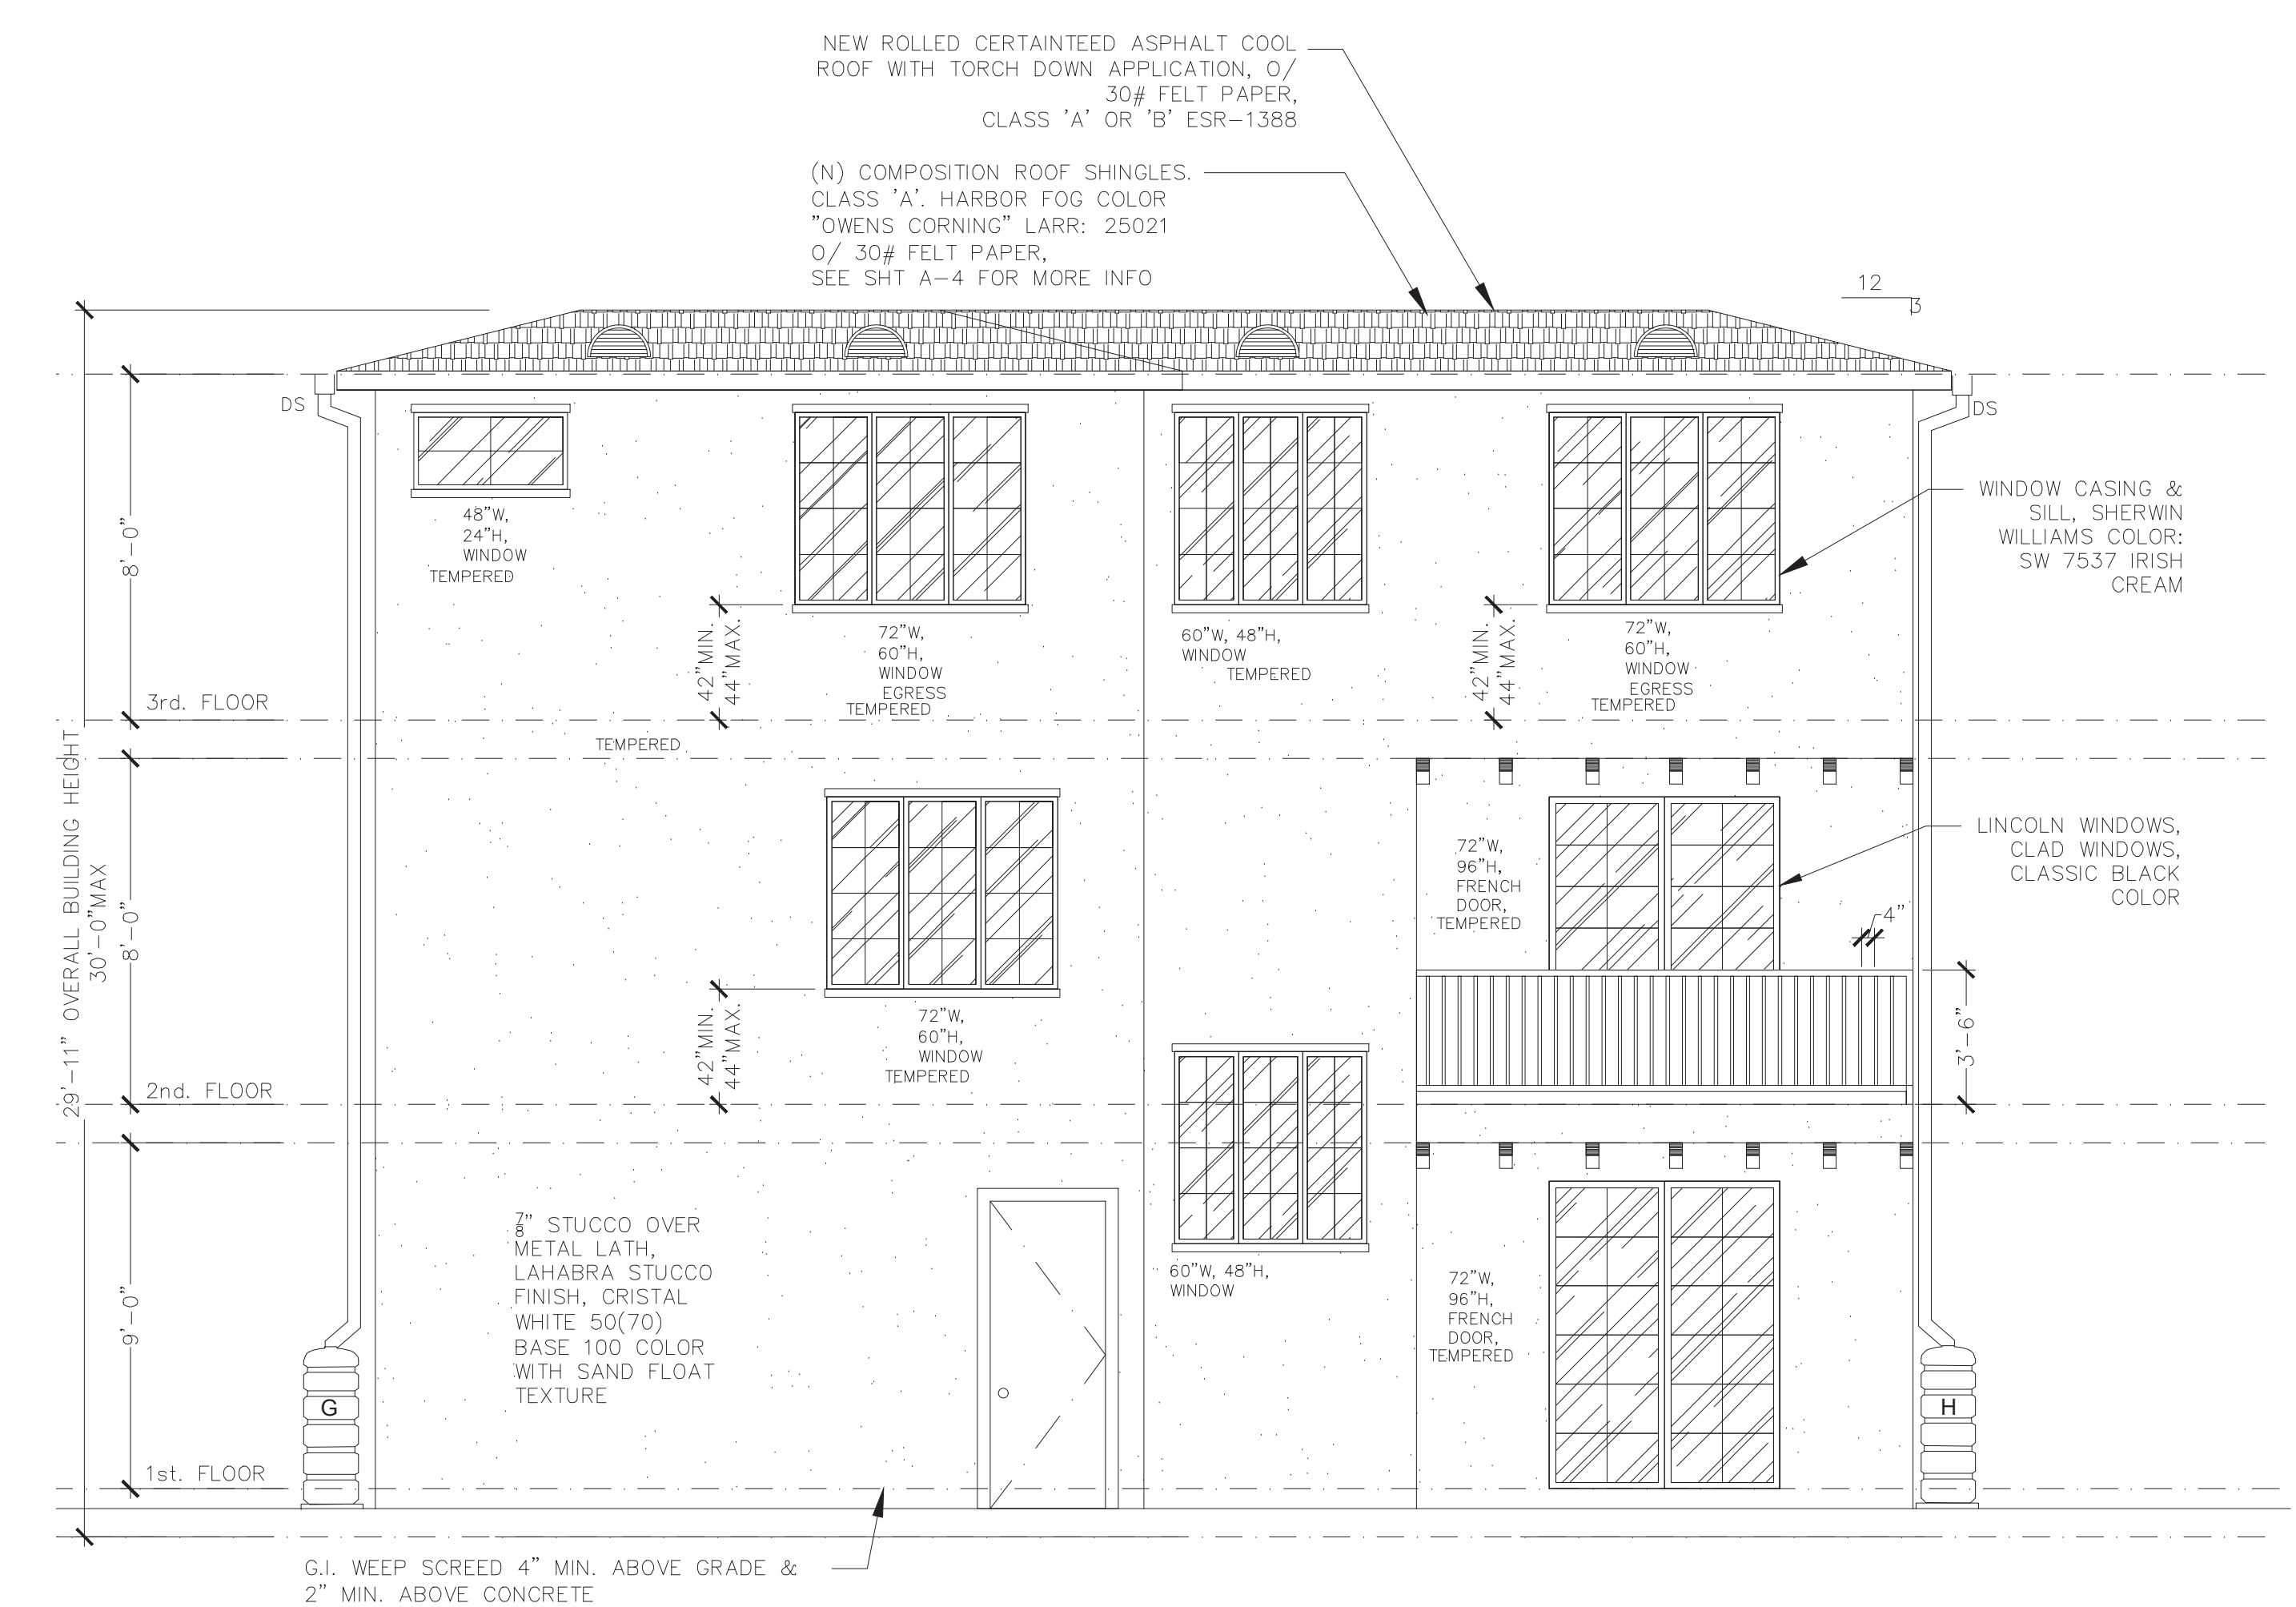 NEW ROLLED CERTAINTEED ASPHALT COOL
ROOF WITH TORCH DOWN APPLICATION, O/
30# FELT PAPER,
CLASS 'A' OR 'B' ESR-1388
(N) COMPOSITION ROOF SHINGLES.
CLASS 'A'. HARBOR FOG COLOR
"OWENS CORNING" LARR: 25021
O/ 30# FELT PAPER,
SEE SHT A-4 FOR MORE INFO
12
3
DS
DS
48"W,
24"H,
WINDOW
TEMPERED
72"W,
60"H,
WINDOW
EGRESS
TEMPERED
60"W, 48"H,
WINDOW
TEMPERED
72"W,
60"H,
WINDOW
EGRESS
TEMPERED
WINDOW CASING &
SILL, SHERWIN
WILLIAMS COLOR:
SW 7537 IRISH
CREAM
8'-0"
42"MIN.
44"MAX.
42"MIN.
44"MAX.
3rd. FLOOR
TEMPERED
29'-11" OVERALL BUILDING HEIGHT
30'-0"MAX
8'-0"
72"W,
96"H,
FRENCH
DOOR,
TEMPERED
LINCOLN WINDOWS,
CLAD WINDOWS,
CLASSIC BLACK
COLOR
4"
72"W,
60"H,
WINDOW
TEMPERED
42"MIN.
44"MAX.
3'-6"
2nd. FLOOR
7/8" STUCCO OVER
METAL LATH,
LAHABRA STUCCO
FINISH, CRISTAL
WHITE 50(70)
BASE 100 COLOR
WITH SAND FLOAT
TEXTURE
60"W, 48"H,
WINDOW
72"W,
96"H,
FRENCH
DOOR,
TEMPERED
9'-0"
G
H
1st. FLOOR
G.I. WEEP SCREED 4" MIN. ABOVE GRADE &
2" MIN. ABOVE CONCRETE